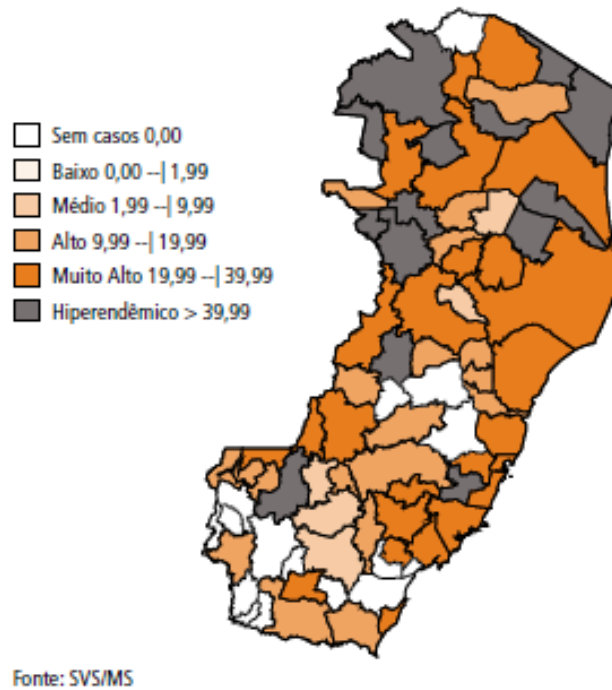 Sem casos 0,00
Baixo 0,00 --| 1,99
Médio 1,99 --| 9,99
Alto 9,99 --| 19,99
Muito Alto 19,99 --| 39,99
Hiperendêmico > 39,99
Fonte: SVS/MS